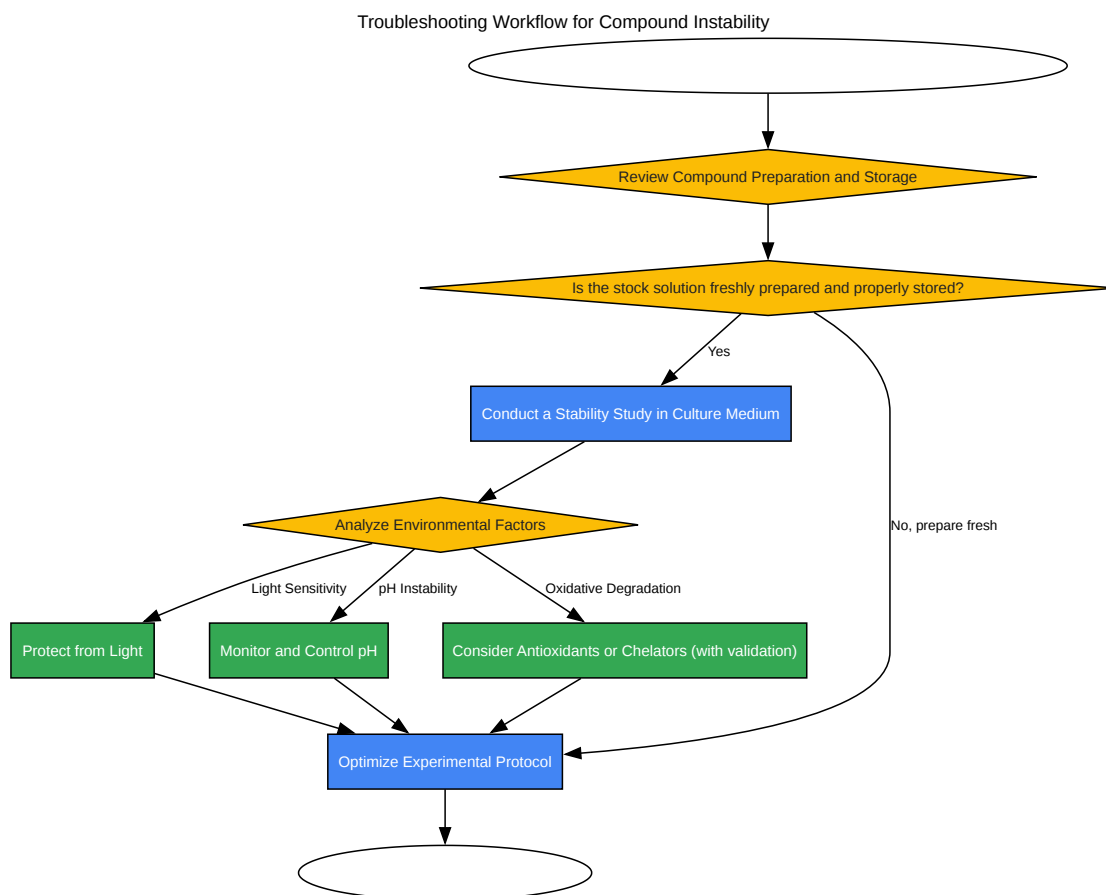 Troubleshooting Workflow for Compound Instability
Review Compound Preparation and Storage
Is the stock solution freshly prepared and properly stored?
Yes
Conduct a Stability Study in Culture Medium
No, prepare fresh
Analyze Environmental Factors
Light Sensitivity
pH Instability
Oxidative Degradation
Protect from Light
Monitor and Control pH
Consider Antioxidants or Chelators (with validation)
Optimize Experimental Protocol